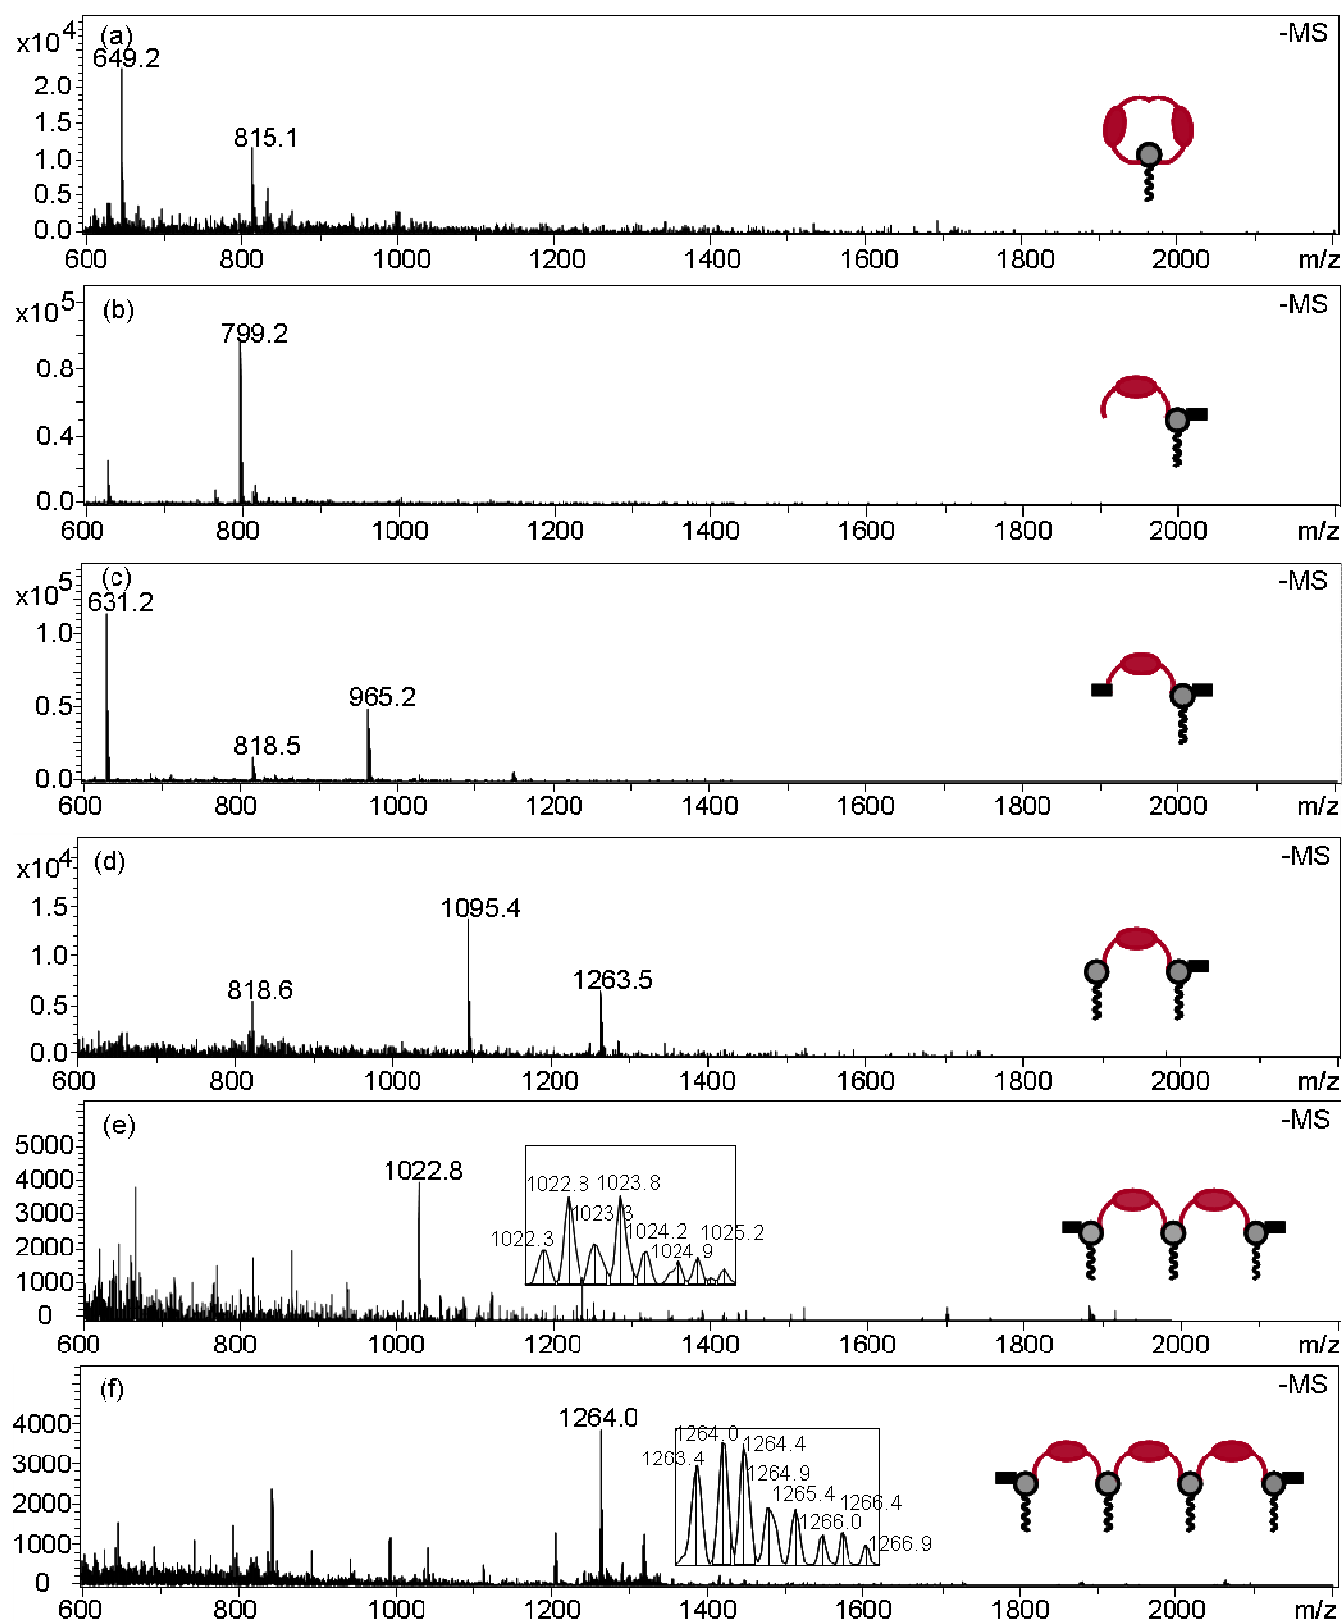 (a)
-MS
x10^4
649.2
815.1
2.0
1.5
1.0
0.5
0.0
600 800 1000 1200 1400 1600 1800 2000 m/z
(b)
-MS
x10^5
799.2
0.8
0.4
0.0
600 800 1000 1200 1400 1600 1800 2000 m/z
(c)
-MS
x10^5
631.2
1.0
965.2
0.5
818.5
0.0
600 800 1000 1200 1400 1600 1800 2000 m/z
(d)
-MS
x10^4
1.5
1095.4
1.0
818.6
1263.5
0.5
0.0
600 800 1000 1200 1400 1600 1800 2000 m/z
(e)
-MS
5000
4000
3000
2000
1000
0
1022.8
1022.8 1023.8
1023.3
1022.3 1024.2 1025.2
1024.9
600 800 1000 1200 1400 1600 1800 2000 m/z
(f)
-MS
4000
3000
2000
1000
0
1264.0
1264.0
1263.4 1264.4
1264.9
1265.4 1266.4
1266.0
1266.9
600 800 1000 1200 1400 1600 1800 2000 m/z